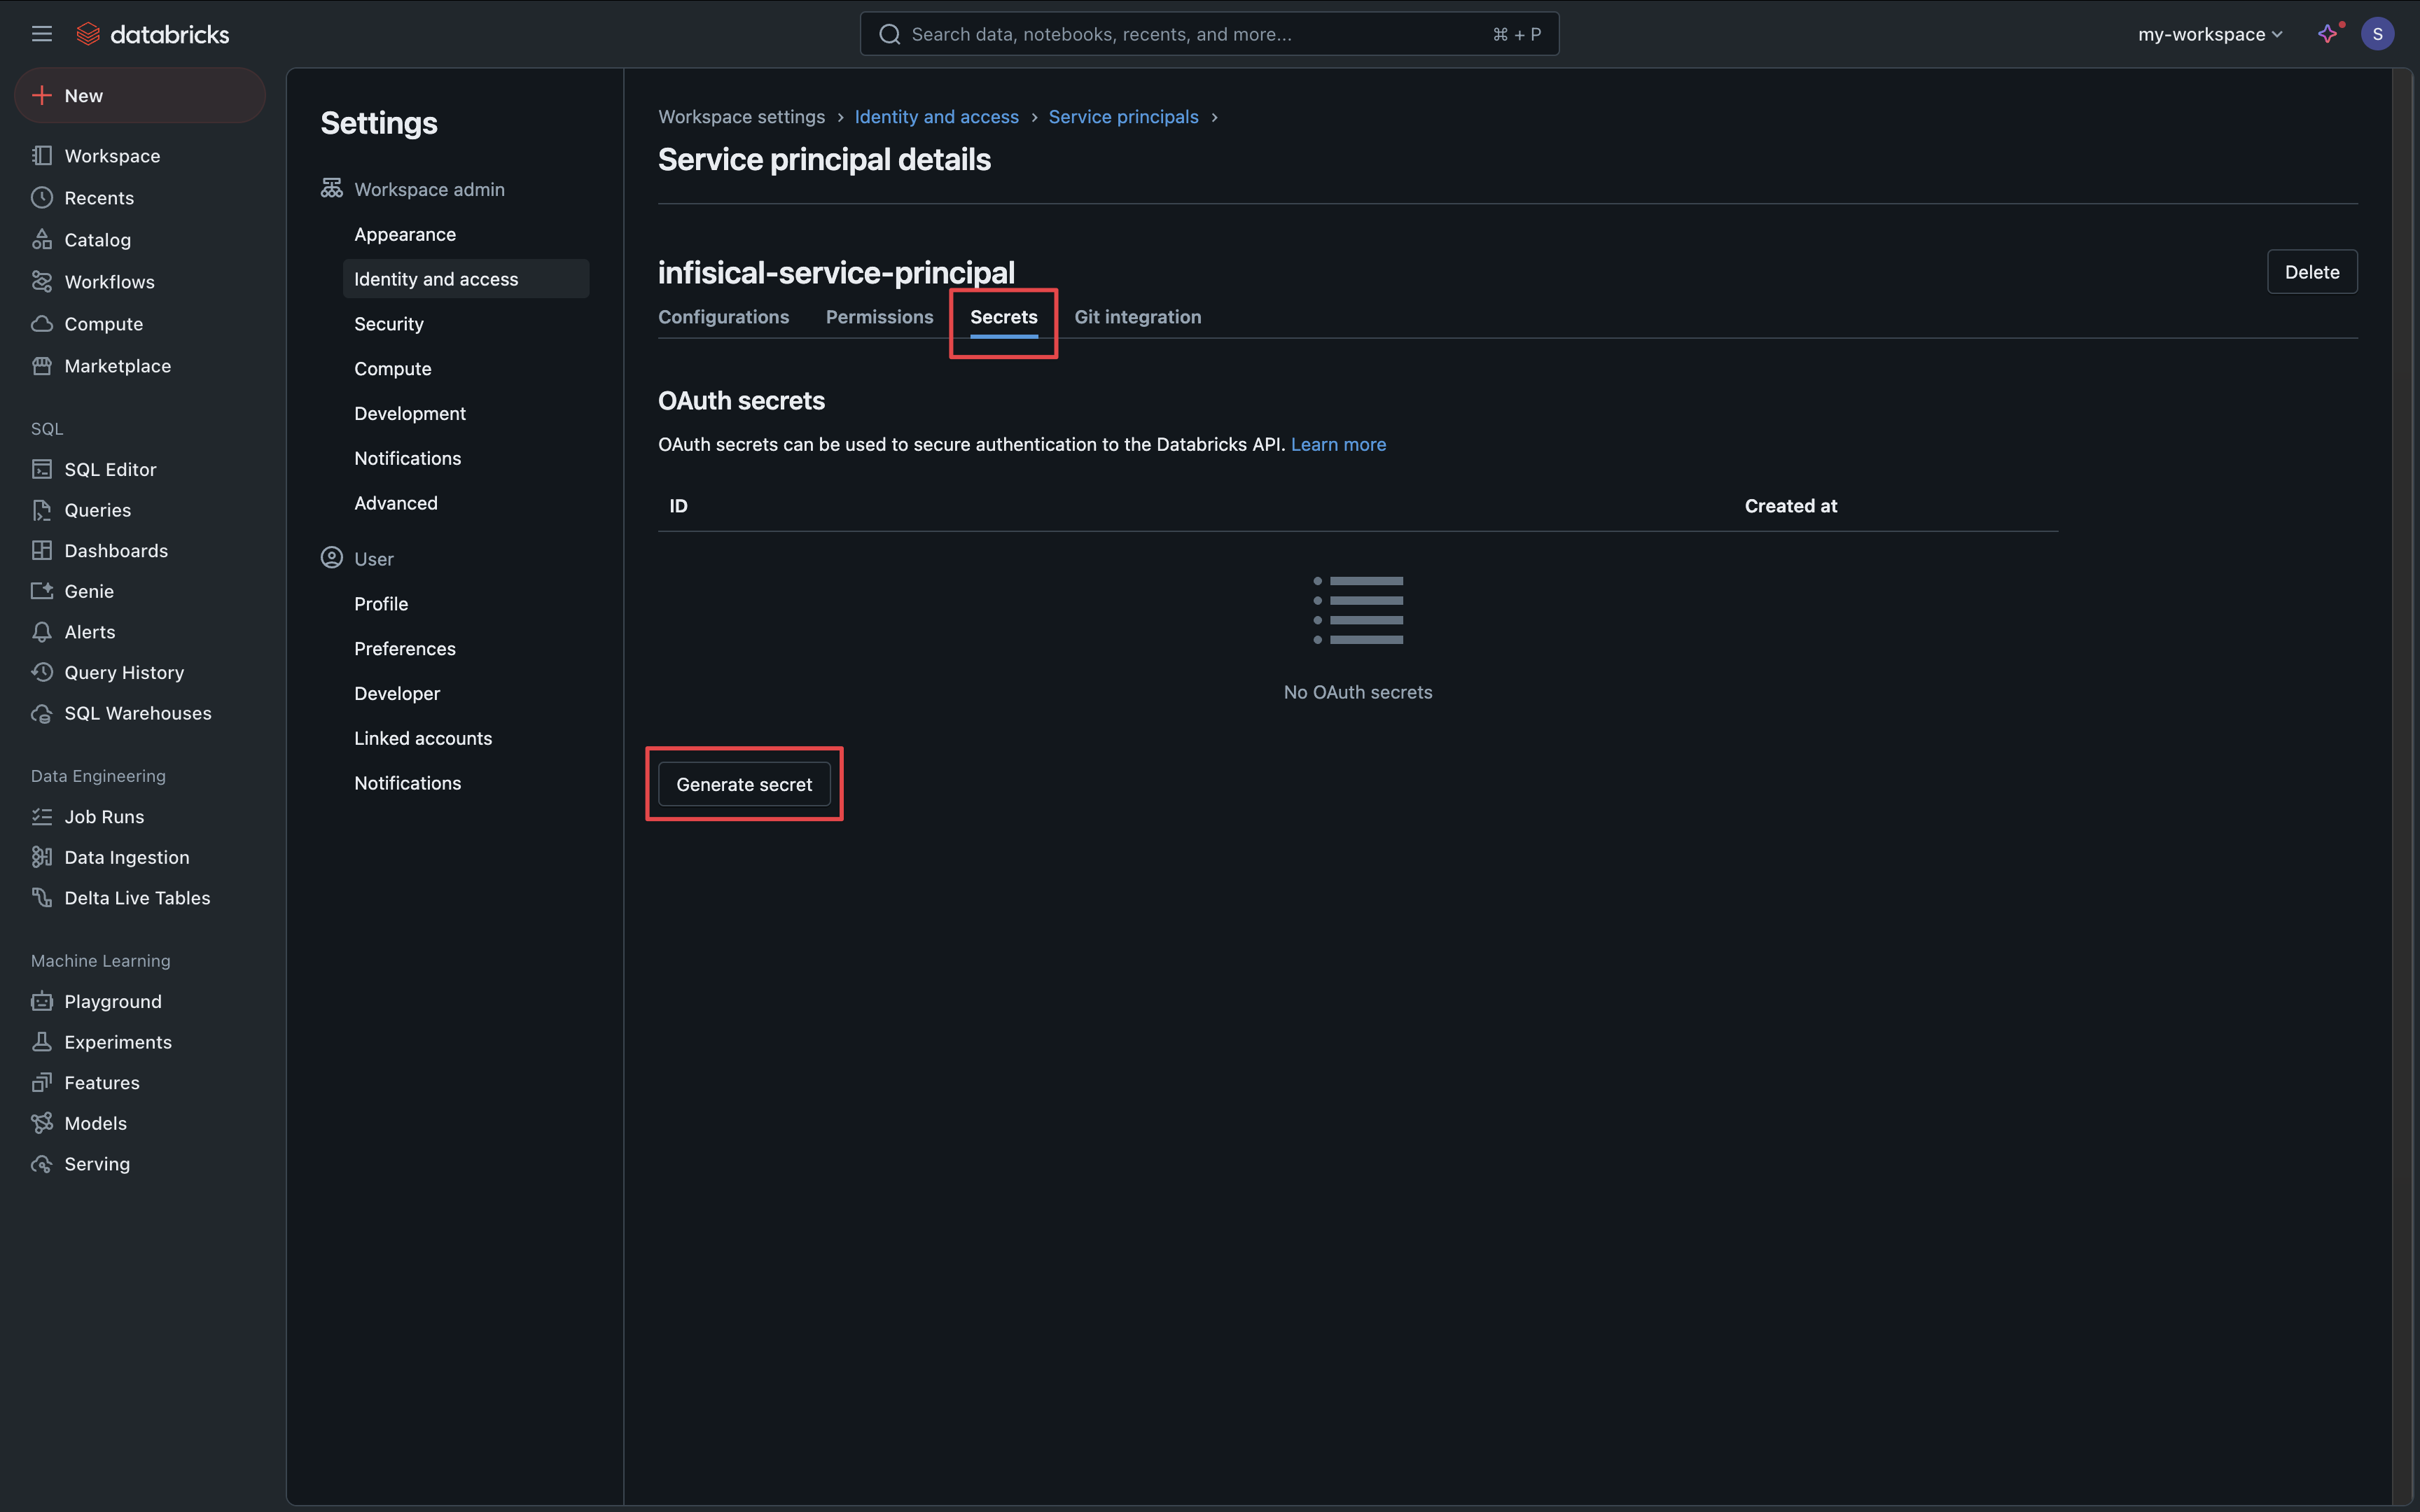 databricks
Search data, notebooks, recents, and more...
⌘ + P
my-workspace
S
New
Workspace
Recents
Catalog
Workflows
Compute
Marketplace
SQL
SQL Editor
Queries
Dashboards
Genie
Alerts
Query History
SQL Warehouses
Data Engineering
Job Runs
Data Ingestion
Delta Live Tables
Machine Learning
Playground
Experiments
Features
Models
Serving
Settings
Workspace admin
Appearance
Identity and access
Security
Compute
Development
Notifications
Advanced
User
Profile
Preferences
Developer
Linked accounts
Notifications
Workspace settings › Identity and access › Service principals ›
Service principal details
infisical-service-principal
Delete
Configurations Permissions Secrets Git integration
OAuth secrets
OAuth secrets can be used to secure authentication to the Databricks API. Learn more
ID Created at
No OAuth secrets
Generate secret